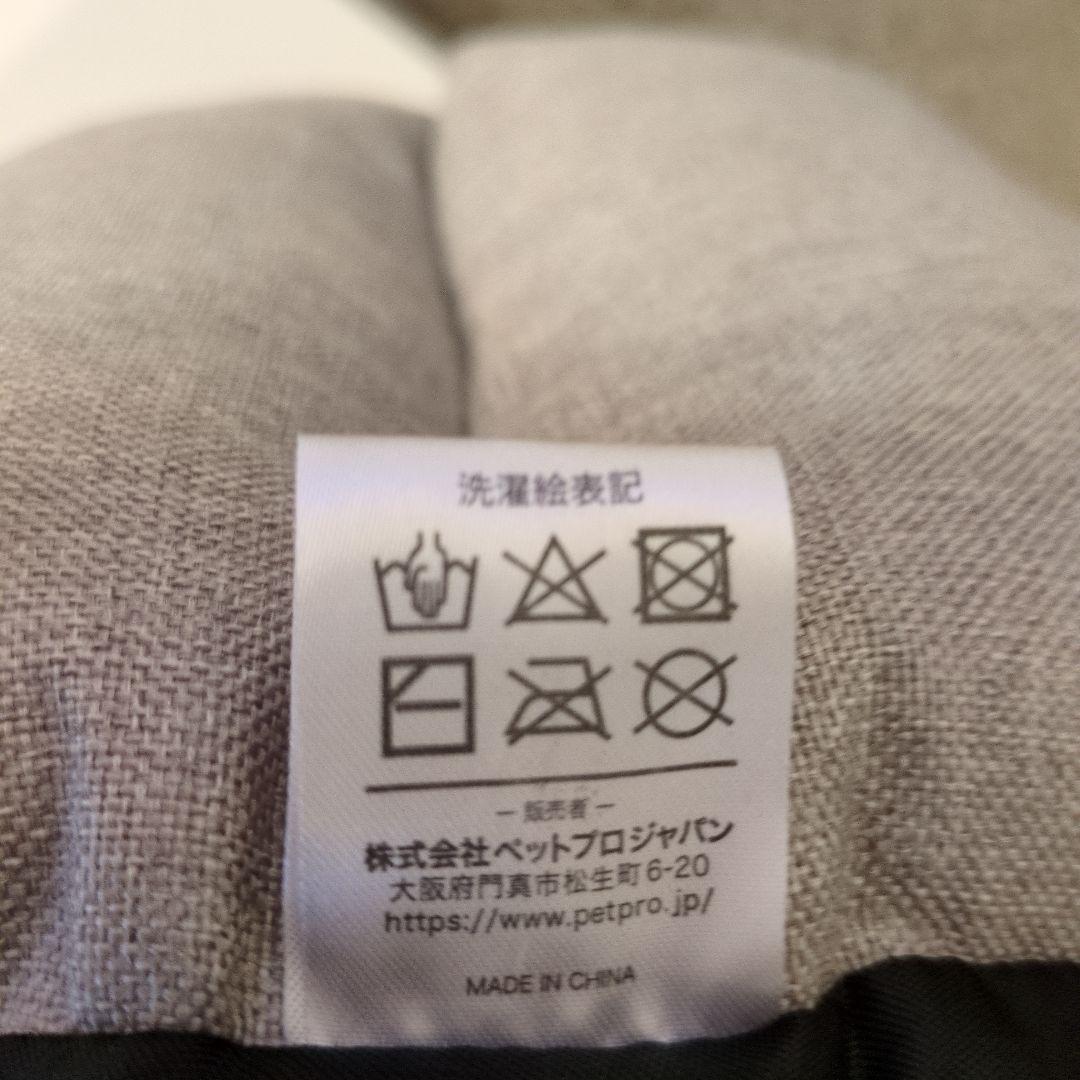 洗濯絵表記
— 販売者 —
株式会社ペットプロジャパン
大阪府門真市松生町6-20
https://www.petpro.jp/
MADE IN CHINA